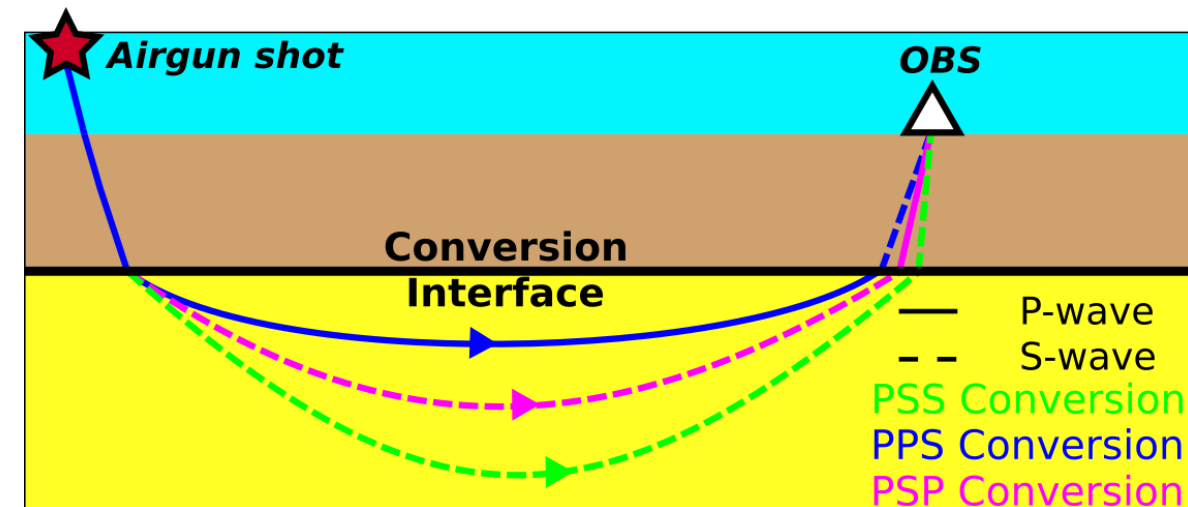 Airgun shot
OBS
Conversion
Interface
P-wave
S-wave
PSS Conversion
PPS Conversion
PSP Conversion